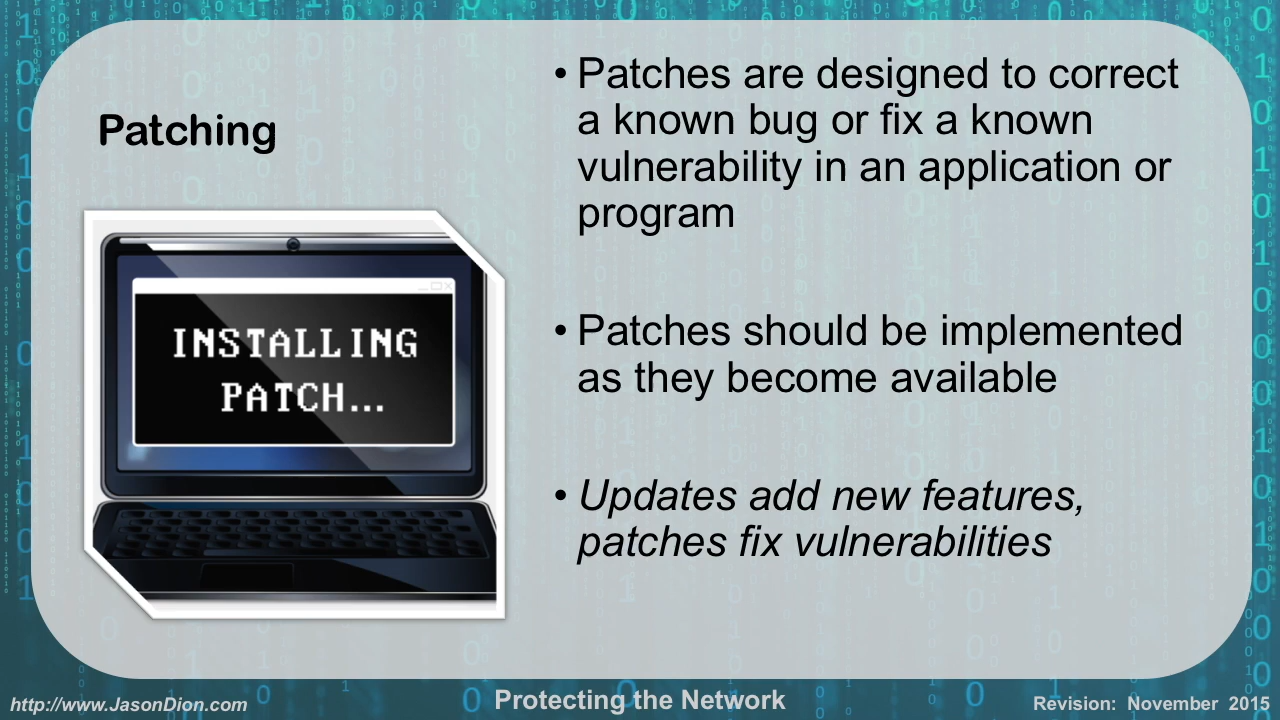 Patching
INSTALLING
PATCH...
• Patches are designed to correct
a known bug or fix a known
vulnerability in an application or
program
• Patches should be implemented
as they become available
• Updates add new features,
patches fix vulnerabilities
http://www.JasonDion.com
Protecting the Network
Revision: November 2015